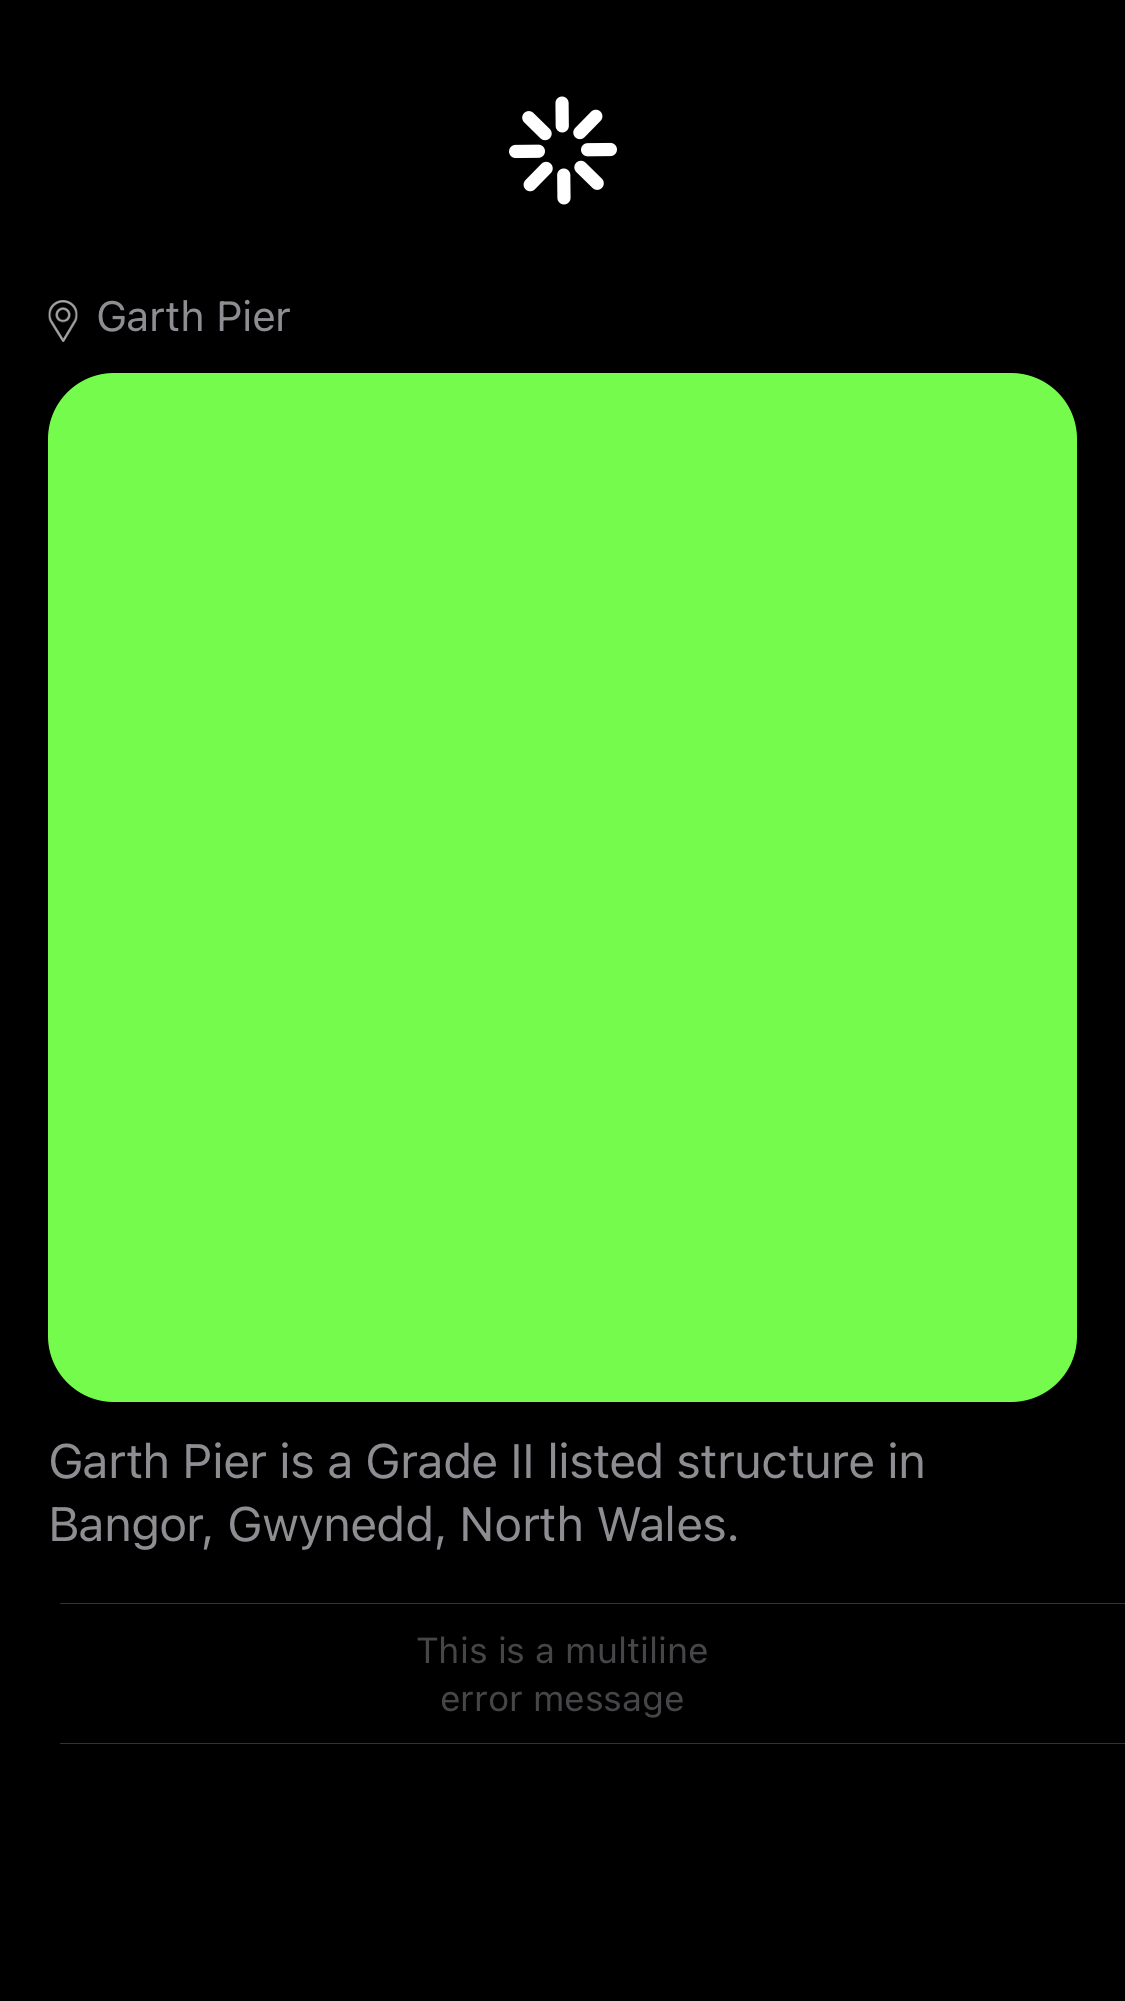 Garth Pier
Garth Pier is a Grade II listed structure in
Bangor, Gwynedd, North Wales.
This is a multiline
error message